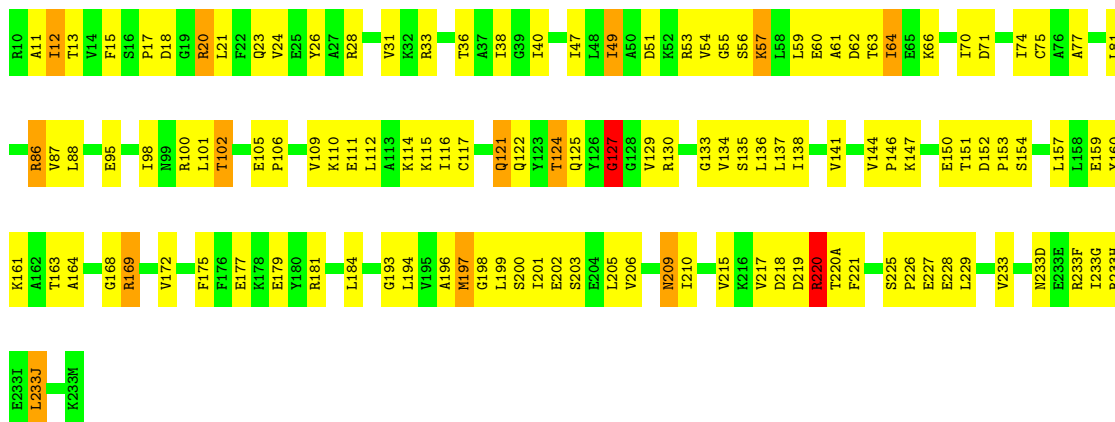 R10 A11 I12 T13 V14 F15 S16 P17 D18 G19 R20 L21 F22 Q23 V24 E25 Y26 A27 R28 V31 K32 R33 T36 A37 I38 G39 I40 I47 L48 I49 A50 D51 K52 R53 V54 G55 S56 K57 L58 L59 E60 A61 D62 T63 I64 E65 K66 I70 D71 I74 C75 A76 A77
R86 V87 L88 E95 I98 N99 R100 L101 T102 E105 P106 V109 K110 E111 L112 A113 K114 K115 I116 C117 Q121 Q122 Y123 T124 Q125 Y126 G127 G128 V129 R130 G133 V134 S135 L136 L137 I138 V141 V144 P146 K147 E150 T151 D152 P153 S154 L157 L158 E159
K161 A162 T163 A164 G168 R169 V172 F175 F176 E177 K178 E179 Y180 R181 L184 G193 L194 V195 A196 M197 G198 L199 S200 I201 E202 S203 E204 L205 V206 N209 I210 V215 K216 V217 D218 D219 R220 T220A F221 S225 P226 E227 E228 L229 V233 N233D E233E R233F I233G
E233I L233J K233M